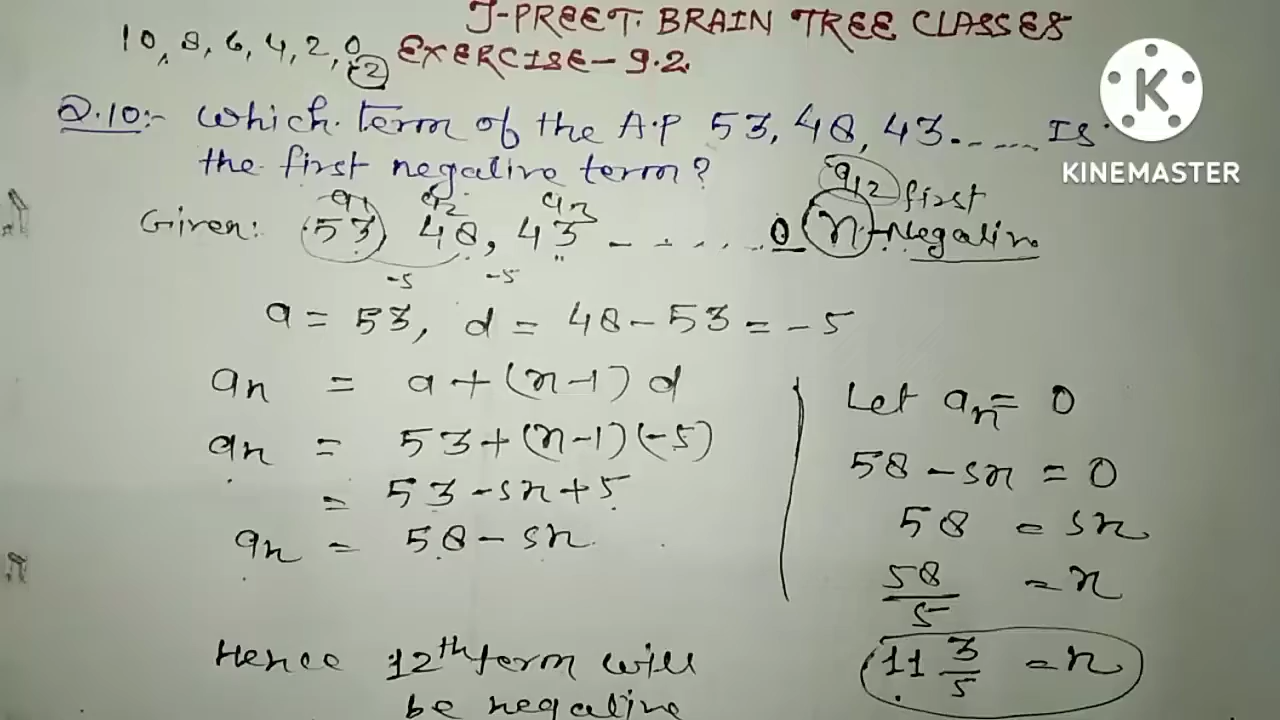 J-PREET. BRAIN TREE CLASSES
10, 8, 6, 4, 2, 0, -2 EXERCISE-9.2
K
KINEMASTER
Q.10:- Which term of the A.P 53, 48, 43....... Is
the first negative term?
a12 first
a1 a2 a3
Given: 53 48, 43 - - ..... 0 n - Negative
-5 -5
a = 53, d = 48 - 53 = -5
an = a + (n-1) d
an = 53 + (n-1) (-5)
= 53 - 5n + 5
an = 58 - 5n
Let an = 0
58 - 5n = 0
58 = 5n
58/5 = n
11 3/5 = n
Hence 12th term will
be negative